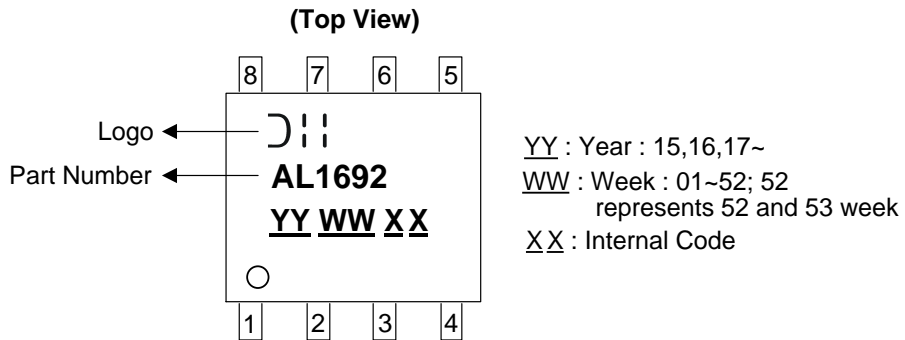 (Top View)
8 7 6 5
Logo
Part Number
AL1692
YY WW X X
1 2 3 4
YY : Year : 15,16,17~
WW : Week : 01~52; 52
represents 52 and 53 week
X X : Internal Code